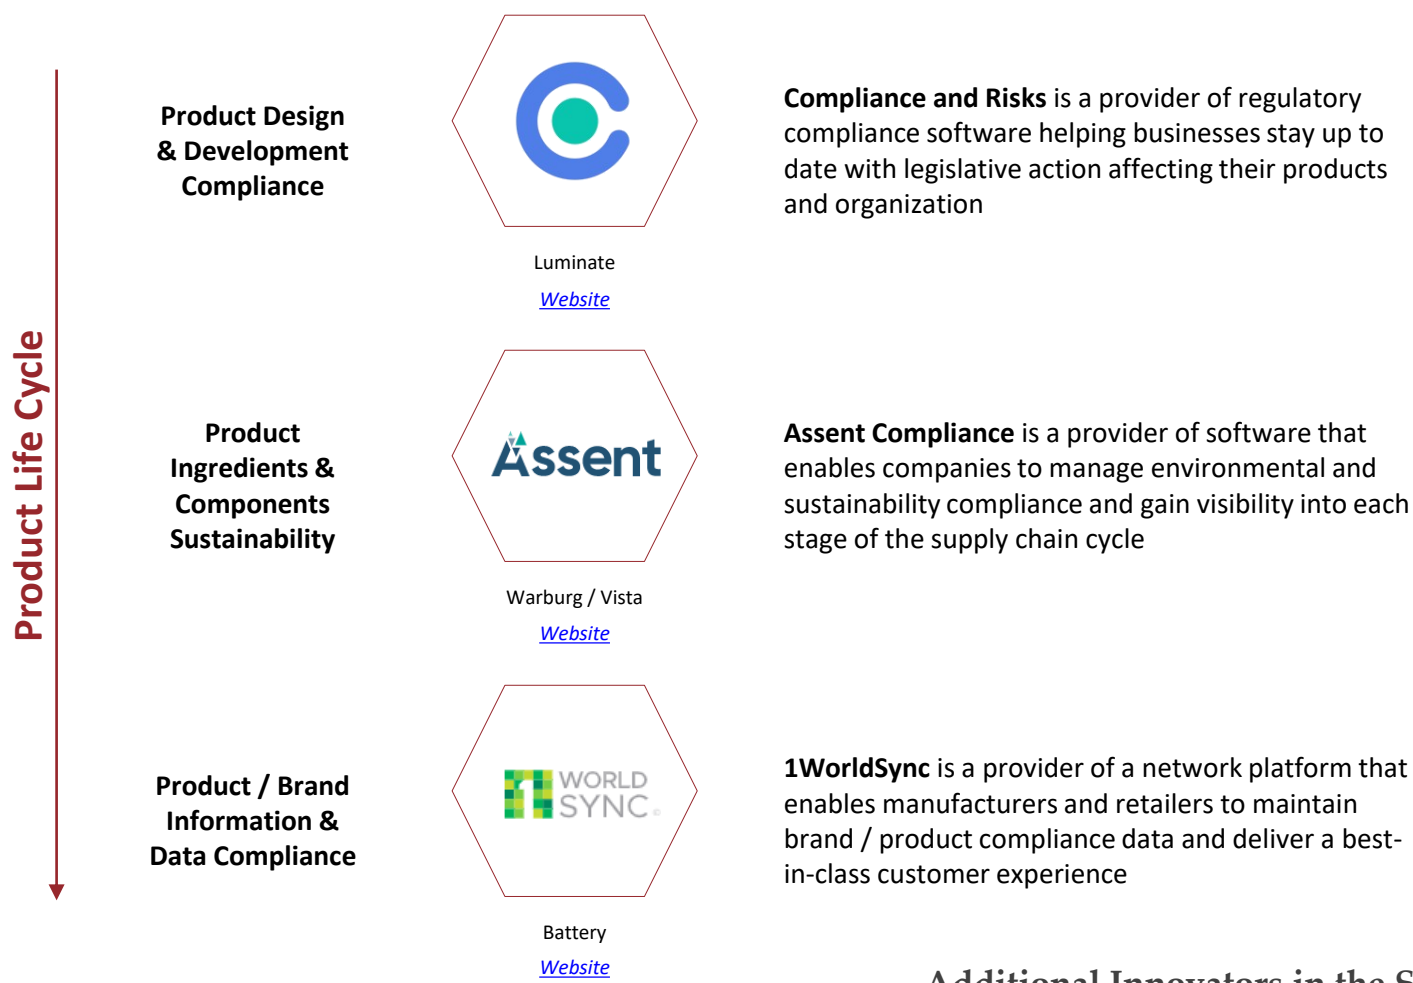 Product Life Cycle
Product Design
& Development
Compliance
Luminate
Website
Compliance and Risks is a provider of regulatory
compliance software helping businesses stay up to
date with legislative action affecting their products
and organization
Product
Ingredients &
Components
Sustainability
Assent
Warburg / Vista
Website
Assent Compliance is a provider of software that
enables companies to manage environmental and
sustainability compliance and gain visibility into each
stage of the supply chain cycle
Product / Brand
Information &
Data Compliance
1 WORLD
SYNC
Battery
Website
1WorldSync is a provider of a network platform that
enables manufacturers and retailers to maintain
brand / product compliance data and deliver a best-
in-class customer experience
Additional Innovators in the S